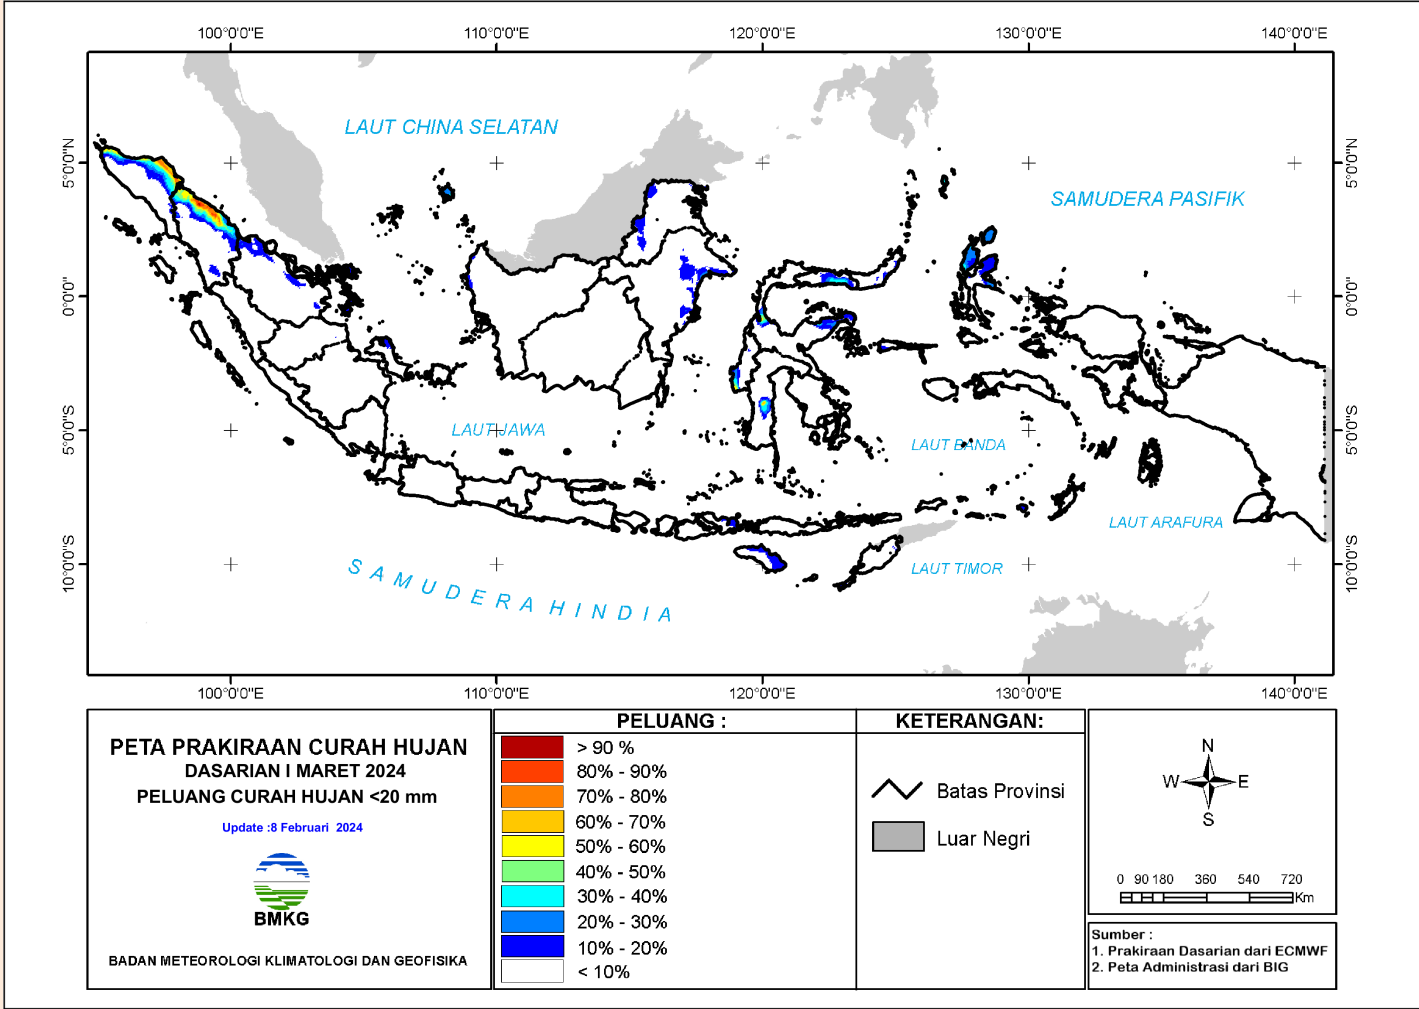 100°0'0"E 110°0'0"E 120°0'0"E 130°0'0"E 140°0'0"E
LAUT CHINA SELATAN
5°0'0"N 5°0'0"N
SAMUDERA PASIFIK
0°0'0" 0°0'0"
LAUT JAWA
LAUT BANDA
5°0'0"S 5°0'0"S
LAUT ARAFURA
LAUT TIMOR
10°0'0"S 10°0'0"S
SAMUDERA HINDIA
100°0'0"E 110°0'0"E 120°0'0"E 130°0'0"E 140°0'0"E
PETA PRAKIRAAN CURAH HUJAN
DASARIAN I MARET 2024
PELUANG CURAH HUJAN <20 mm
Update :8 Februari 2024
BMKG
BADAN METEOROLOGI KLIMATOLOGI DAN GEOFISIKA
PELUANG :
> 90 %
80% - 90%
70% - 80%
60% - 70%
50% - 60%
40% - 50%
30% - 40%
20% - 30%
10% - 20%
< 10%
KETERANGAN:
Batas Provinsi
Luar Negri
N
W E
S
0 90 180 360 540 720
Km
Sumber :
1. Prakiraan Dasarian dari ECMWF
2. Peta Administrasi dari BIG